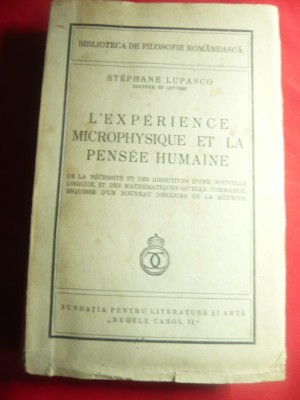 BIBLIOTECA DE FILOSOFIE ROMÂNEASCĂ
STÉPHANE LUPASCO
DOCTEUR ÈS LETTRES
L'EXPÉRIENCE
MICROPHYSIQUE ET LA
PENSÉE HUMAINE
DE LA NÉCESSITÉ ET DES DIRECTIVES D'UNE NOUVELLE
LOGIQUE, ET DES MATHÉMATIQUES QU'ELLE COMMANDE.
ESQUISSE D'UN NOUVEAU DISCOURS DE LA MÉTHODE
FUNDAȚIA PENTRU LITERATURĂ ȘI ARTĂ
„REGELE CAROL II"